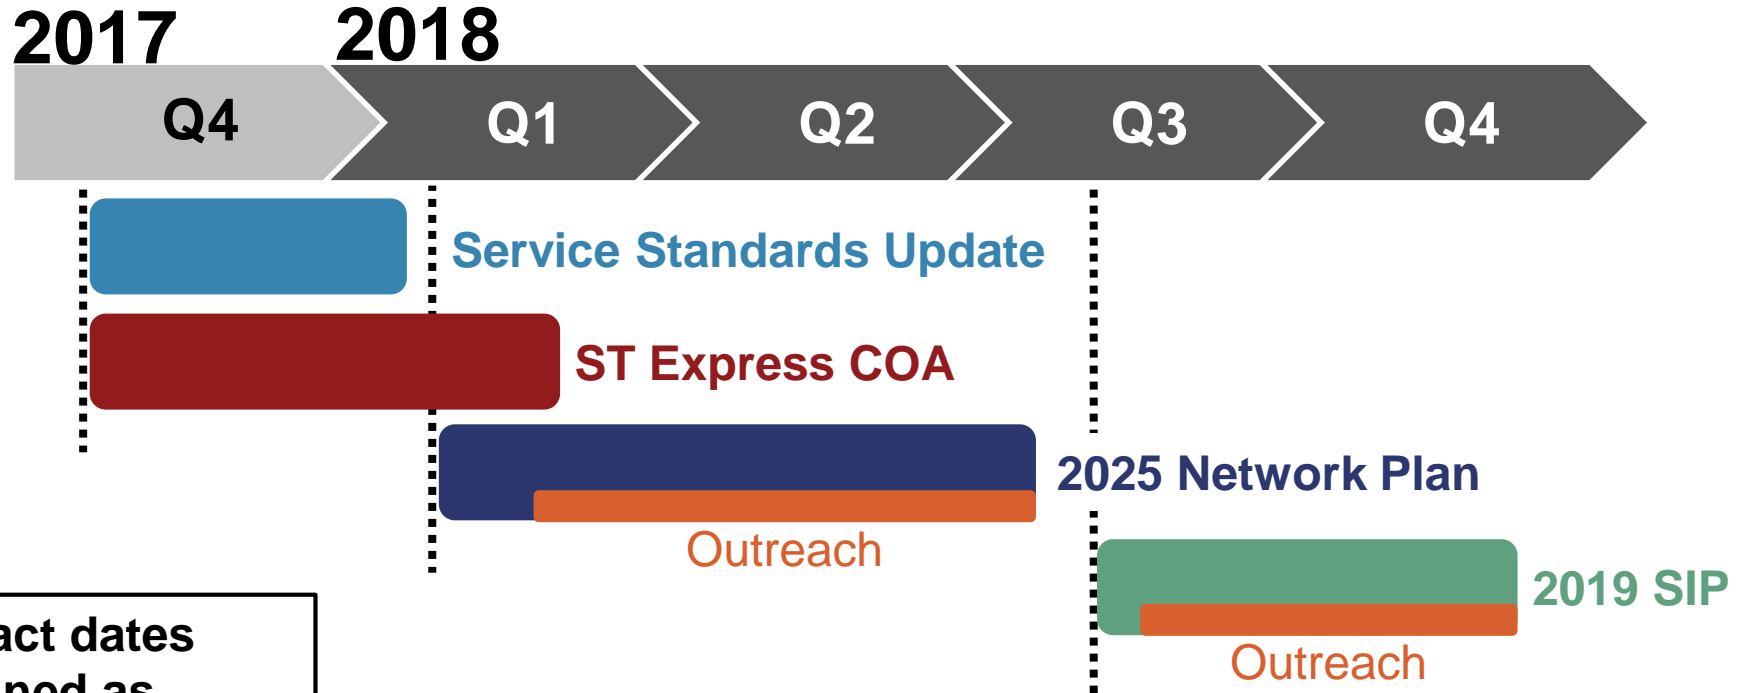 2017 2018
Q4 Q1 Q2 Q3 Q4
Service Standards Update
ST Express COA
2025 Network Plan
Outreach
2019 SIP
Outreach
dates
as